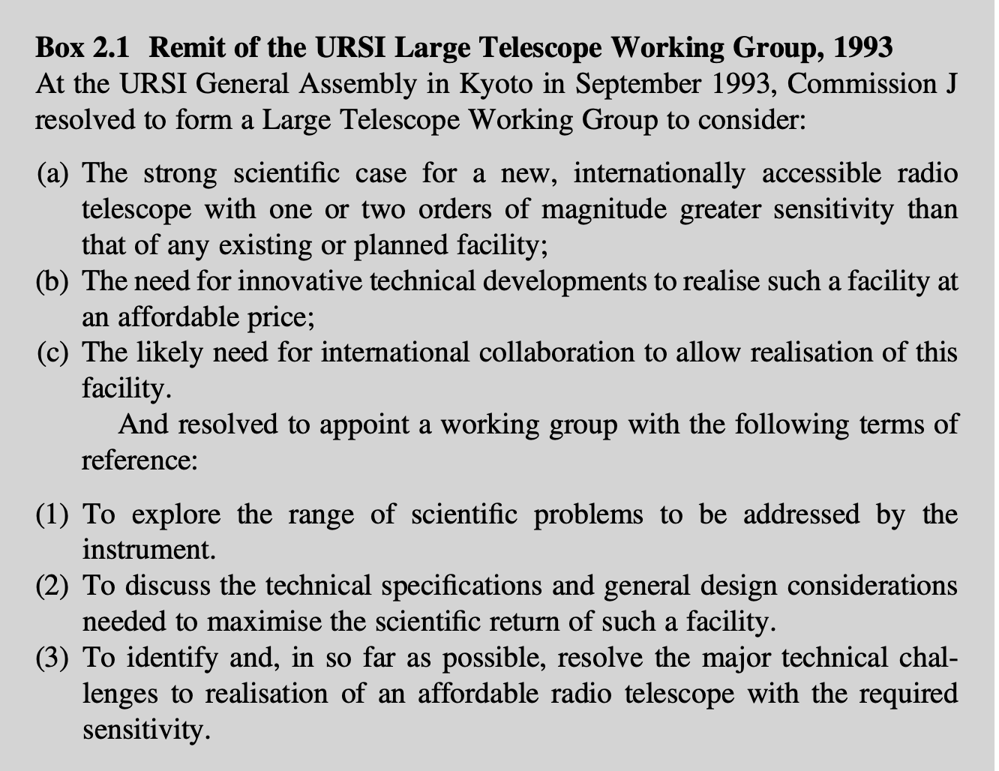 Box 2.1 Remit of the URSI Large Telescope Working Group, 1993
At the URSI General Assembly in Kyoto in September 1993, Commission J
resolved to form a Large Telescope Working Group to consider:
(a) The strong scientific case for a new, internationally accessible radio
telescope with one or two orders of magnitude greater sensitivity than
that of any existing or planned facility;
(b) The need for innovative technical developments to realise such a facility at
an affordable price;
(c) The likely need for international collaboration to allow realisation of this
facility.
And resolved to appoint a working group with the following terms of
reference:
(1) To explore the range of scientific problems to be addressed by the
instrument.
(2) To discuss the technical specifications and general design considerations
needed to maximise the scientific return of such a facility.
(3) To identify and, in so far as possible, resolve the major technical chal-
lenges to realisation of an affordable radio telescope with the required
sensitivity.